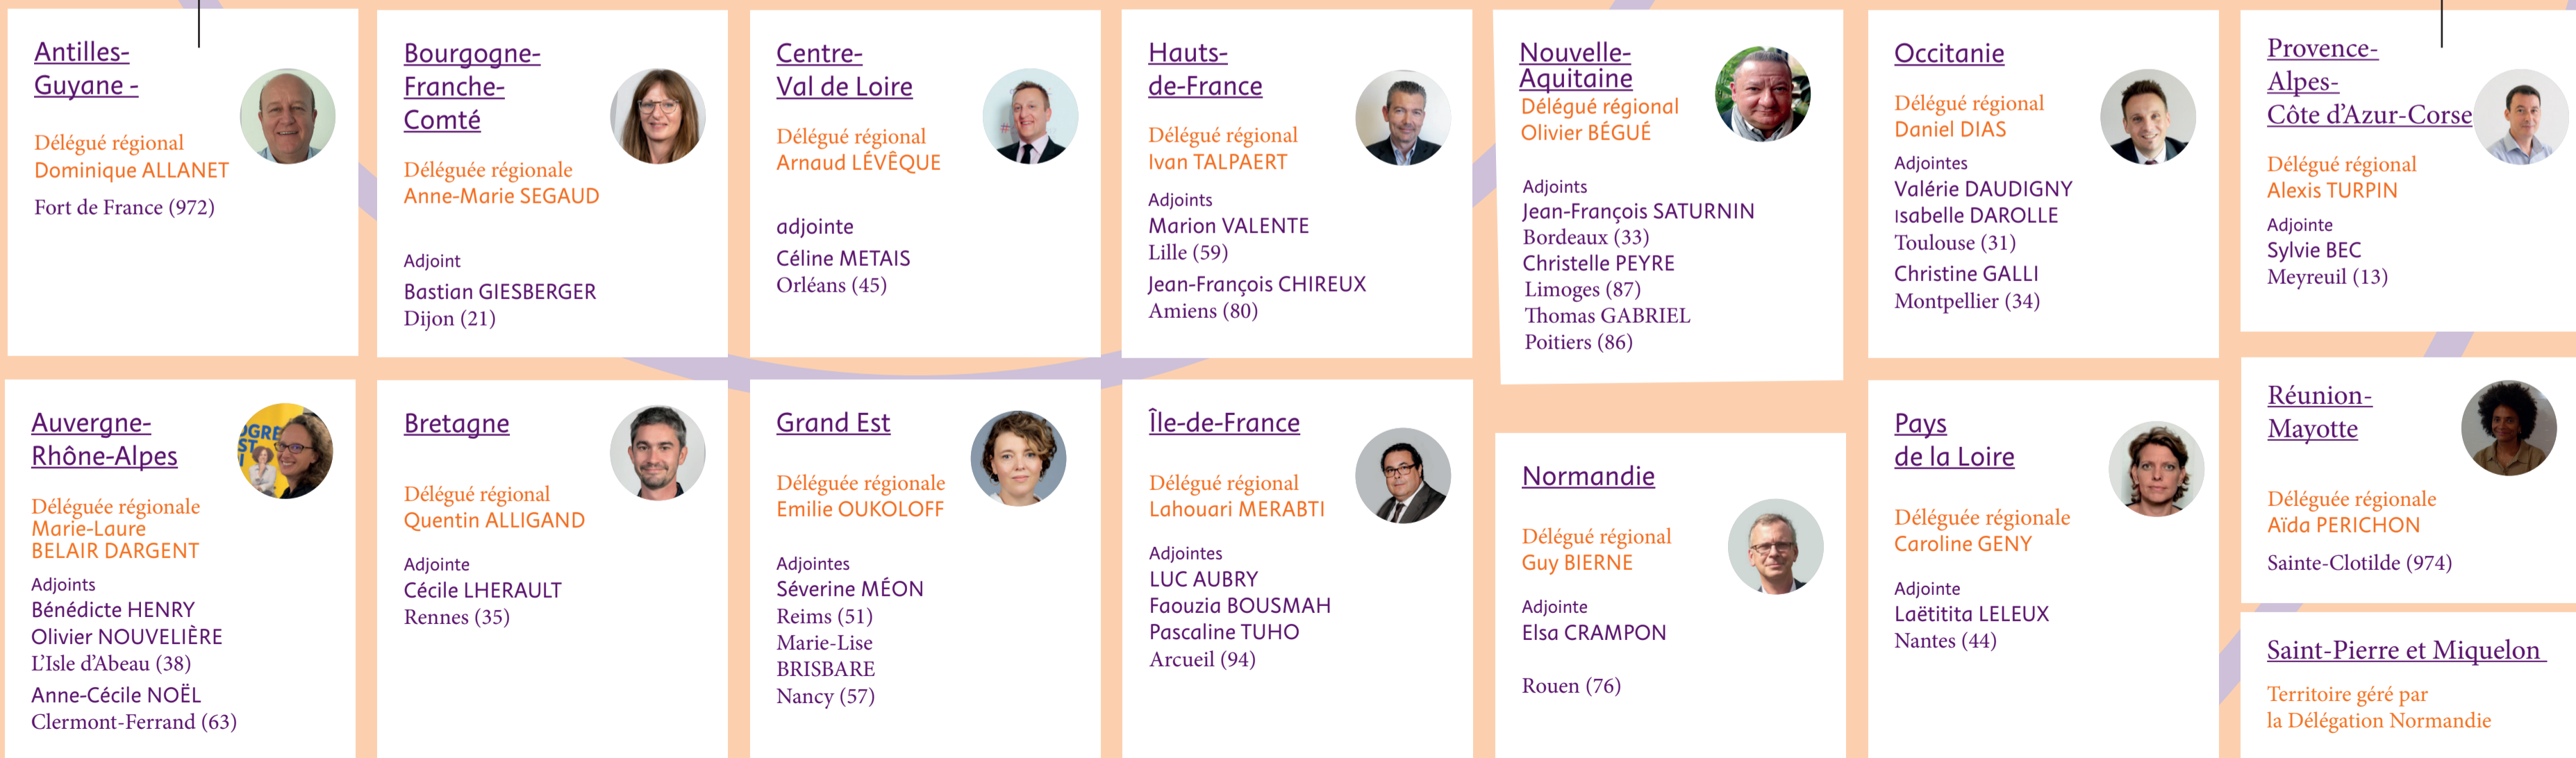 Antilles-
Guyane -
Délégué régional
Dominique ALLANET
Fort de France (972)
Bourgogne-
Franche-
Comté
Déléguée régionale
Anne-Marie SEGAUD
Adjoint
Bastian GIESBERGER
Dijon (21)
Centre-
Val de Loire
Délégué régional
Arnaud LÉVÊQUE
adjointe
Céline METAIS
Orléans (45)
Hauts-
de-France
Délégué régional
Ivan TALPAERT
Adjoints
Marion VALENTE
Lille (59)
Jean-François CHIREUX
Amiens (80)
Nouvelle-
Aquitaine
Délégué régional
Olivier BÉGUÉ
Adjoints
Jean-François SATURNIN
Bordeaux (33)
Christelle PEYRE
Limoges (87)
Thomas GABRIEL
Poitiers (86)
Occitanie
Délégué régional
Daniel DIAS
Adjointes
Valérie DAUDIGNY
Isabelle DAROLLE
Toulouse (31)
Christine GALLI
Montpellier (34)
Provence-
Alpes-
Côte d'Azur-Corse
Délégué régional
Alexis TURPIN
Adjointe
Sylvie BEC
Meyreuil (13)
Auvergne-
Rhône-Alpes
Déléguée régionale
Marie-Laure
BELAIR DARGENT
Adjoints
Bénédicte HENRY
Olivier NOUVELIÈRE
L'Isle d'Abeau (38)
Anne-Cécile NOËL
Clermont-Ferrand (63)
Bretagne
Délégué régional
Quentin ALLIGAND
Adjointe
Cécile LHERAULT
Rennes (35)
Grand Est
Déléguée régionale
Emilie OUKOLOFF
Adjointes
Séverine MÉON
Reims (51)
Marie-Lise
BRISBARE
Nancy (57)
Île-de-France
Délégué régional
Lahouari MERABTI
Adjointes
LUC AUBRY
Faouzia BOUSMAH
Pascaline TUHO
Arcueil (94)
Normandie
Délégué régional
Guy BIERNE
Adjointe
Elsa CRAMPON
Rouen (76)
Pays
de la Loire
Déléguée régionale
Caroline GENY
Adjointe
Laëtitita LELEUX
Nantes (44)
Réunion-
Mayotte
Déléguée régionale
Aïda PERICHON
Sainte-Clotilde (974)
Saint-Pierre et Miquelon
Territoire géré par
la Délégation Normandie